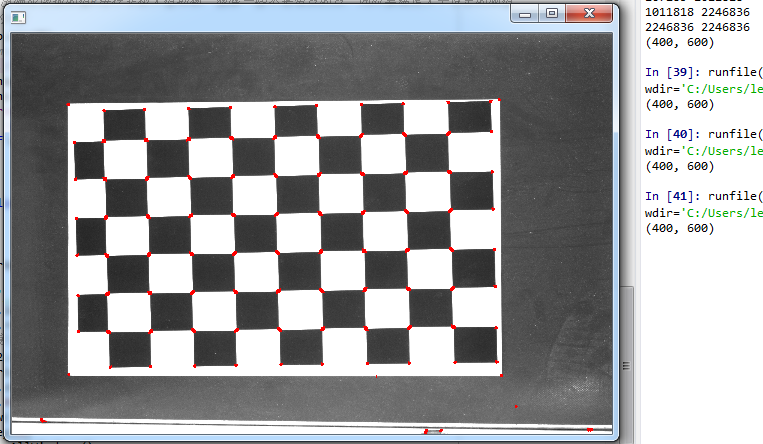 1011818 2246836
2246836 2246836
(400, 600)
In [39]: runfile(
wdir='C:/Users/le
(400, 600)
In [40]: runfile(
wdir='C:/Users/le
(400, 600)
In [41]: runfile(
wdir='C:/Users/le
(400, 600)